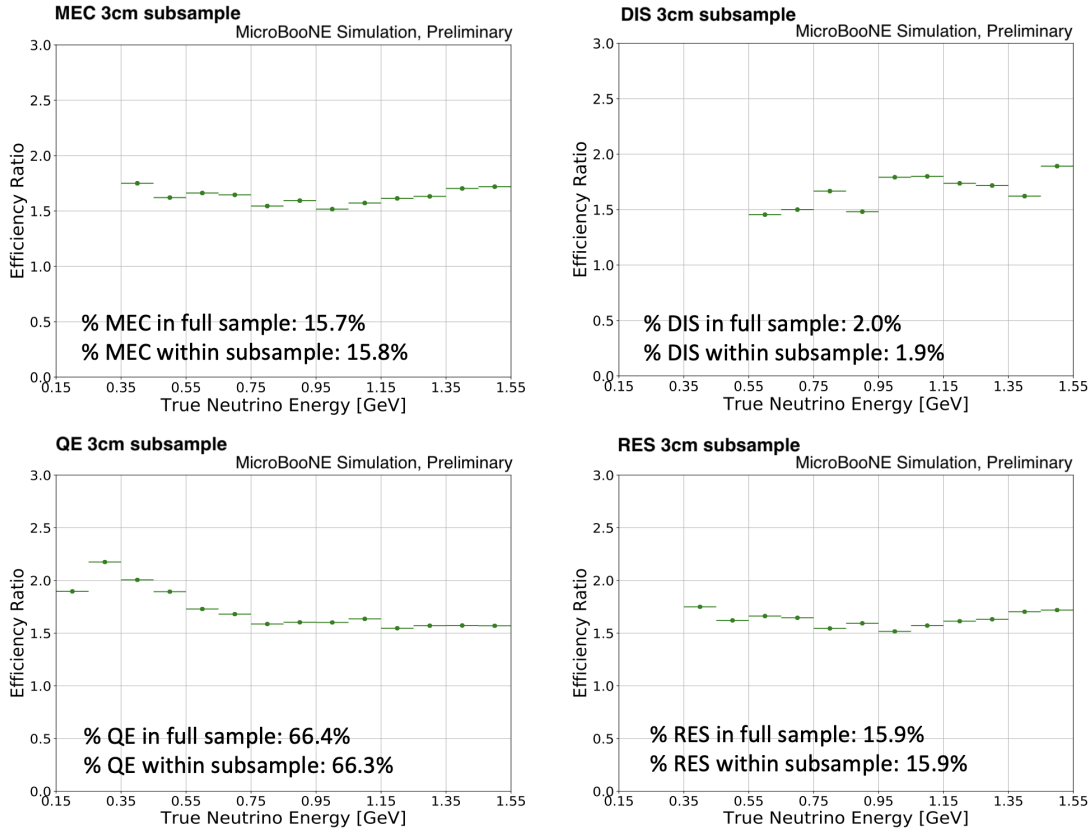 MEC 3cm subsample
MicroBooNE Simulation, Preliminary
3.0
2.5
2.0
1.5
1.0
0.5
0.0
Efficiency Ratio
% MEC in full sample: 15.7%
% MEC within subsample: 15.8%
0.15 0.35 0.55 0.75 0.95 1.15 1.35 1.55
True Neutrino Energy [GeV]
DIS 3cm subsample
MicroBooNE Simulation, Preliminary
3.0
2.5
2.0
1.5
1.0
0.5
0.0
Efficiency Ratio
% DIS in full sample: 2.0%
% DIS within subsample: 1.9%
0.15 0.35 0.55 0.75 0.95 1.15 1.35 1.55
True Neutrino Energy [GeV]
QE 3cm subsample
MicroBooNE Simulation, Preliminary
3.0
2.5
2.0
1.5
1.0
0.5
0.0
Efficiency Ratio
% QE in full sample: 66.4%
% QE within subsample: 66.3%
0.15 0.35 0.55 0.75 0.95 1.15 1.35 1.55
True Neutrino Energy [GeV]
RES 3cm subsample
MicroBooNE Simulation, Preliminary
3.0
2.5
2.0
1.5
1.0
0.5
0.0
Efficiency Ratio
% RES in full sample: 15.9%
% RES within subsample: 15.9%
0.15 0.35 0.55 0.75 0.95 1.15 1.35 1.55
True Neutrino Energy [GeV]